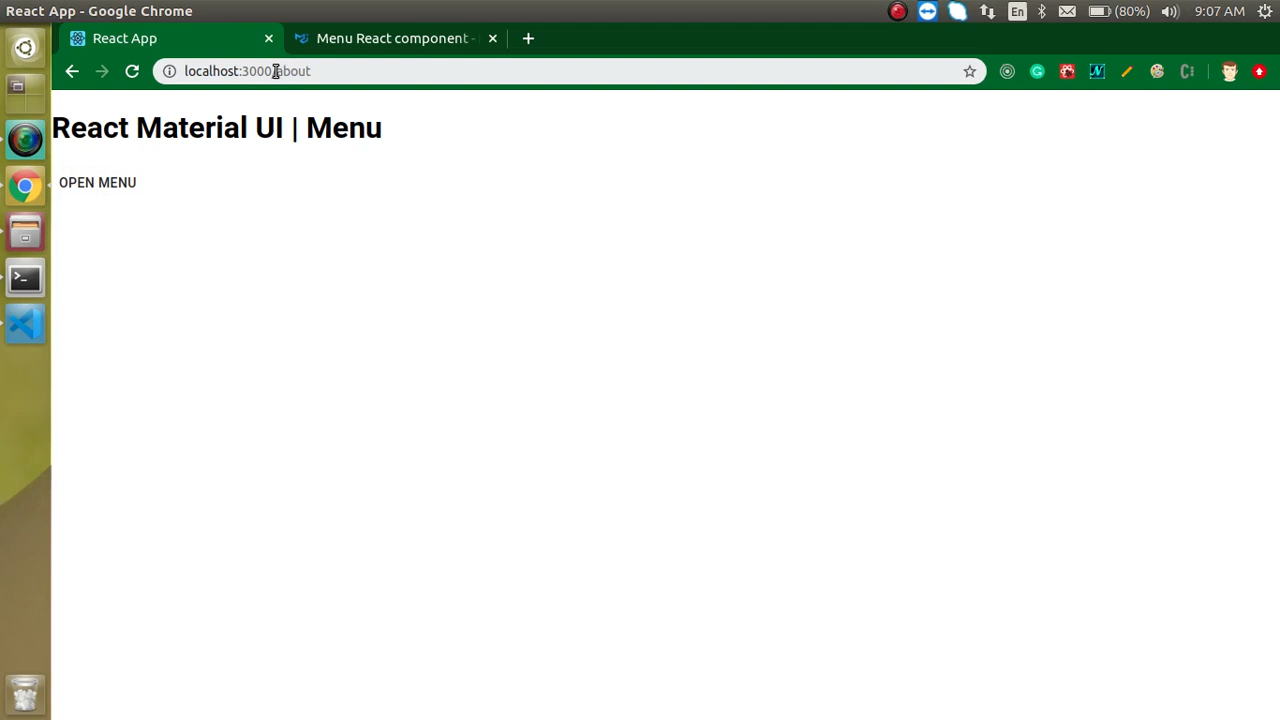 React App - Google Chrome
En
(80%)
9:07 AM
React App
Menu React component -
localhost:3000/about
React Material UI | Menu
OPEN MENU